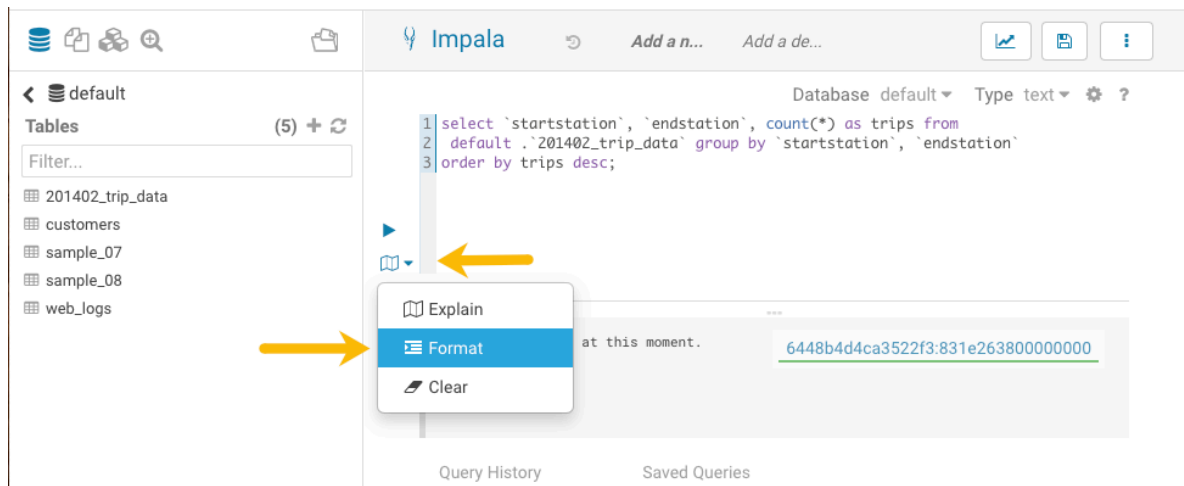 Impala
Add a n...
Add a de...
default
Database default
Type text
?
Tables
(5)
Filter...
201402_trip_data
customers
sample_07
sample_08
web_logs
1 select `startstation`, `endstation`, count(*) as trips from
2 default .`201402_trip_data` group by `startstation`, `endstation`
3 order by trips desc;
Explain
Format
Clear
at this moment.
6448b4d4ca3522f3:831e263800000000
Query History
Saved Queries